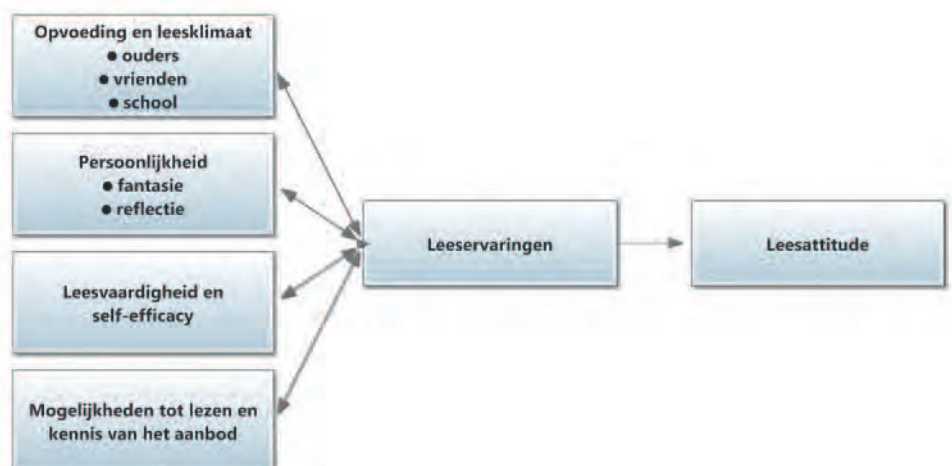 Opvoeding en leesklimaat
● ouders
● vrienden
● school
Persoonlijkheid
● fantasie
● reflectie
Leesvaardigheid en
self-efficacy
Mogelijkheden tot lezen en
kennis van het aanbod
Leeservaringen
Leesattitude